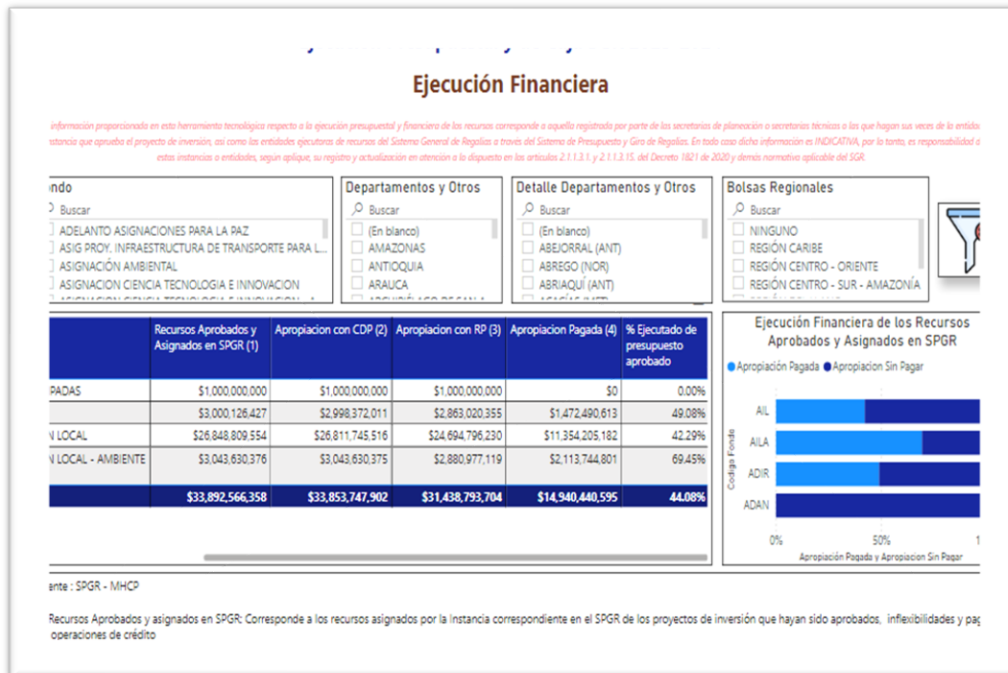 Ejecución Financiera
información proporcionada en esta herramienta tecnológica respecto a la ejecución presupuestal y financiera de los recursos corresponde a aquella registrada por parte de las secretarías de planeación o secretarías técnicas o las que hagan sus veces de la
instancia que aprueba el proyecto de inversión, así como las entidades ejecutoras de recursos del Sistema General de Regalías a través del Sistema de Presupuesto y Giro de Regalías. En todo caso dicha información es INDICATIVA, por lo tanto, es responsabilidad
estas instancias o entidades, según aplique, su registro y actualización en atención a lo dispuesto en los artículos 2.1.1.3.1. y 2.1.1.3.15. del Decreto 1821 de 2020 y demás normativa aplicable del SGR.
Buscar
ADELANTO ASIGNACIONES PARA LA PAZ
ASIG PROY. INFRAESTRUCTURA DE TRANSPORTE PARA L...
ASIGNACIÓN AMBIENTAL
ASIGNACIÓN CIENCIA TECNOLOGIA E INNOVACION
Departamentos y Otros
Buscar
(En blanco)
AMAZONAS
ANTIOQUIA
ARAUCA
Detalle Departamentos y Otros
Buscar
(En blanco)
ABEJORRAL (ANT)
ABREGO (NOR)
ABRIAQUÍ (ANT)
Bolsas Regionales
Buscar
NINGUNO
REGIÓN CARIBE
REGIÓN CENTRO - ORIENTE
REGIÓN CENTRO - SUR - AMAZONÍA
Recursos Aprobados y Asignados en SPGR (1) Apropiacion con CDP (2) Apropiacion con RP (3) Apropiacion Pagada (4) % Ejecutado de presupuesto aprobado
PADAS $1,000,000,000 $1,000,000,000 $1,000,000,000 $0 0.00%
$3,000,126,427 $2,998,372,011 $2,863,020,355 $1,472,490,613 49.08%
N LOCAL $26,848,809,554 $26,811,745,516 $24,694,796,230 $11,354,205,182 42.29%
N LOCAL - AMBIENTE $3,043,630,376 $3,043,630,375 $2,880,977,119 $2,113,744,801 69.45%
$33,892,566,358 $33,853,747,902 $31,438,793,704 $14,940,440,595 44.08%
Ejecución Financiera de los Recursos
Aprobados y Asignados en SPGR
Apropiación Pagada Apropiacion Sin Pagar
Codigo Fondo
AIL
AILA
ADIR
ADAN
0% 50% 1
Apropiación Pagada y Apropiacion Sin Pagar
ente : SPGR - MHCP
Recursos Aprobados y asignados en SPGR: Corresponde a los recursos asignados por la Instancia correspondiente en el SPGR de los proyectos de inversión que hayan sido aprobados, inflexibilidades y pag
operaciones de crédito